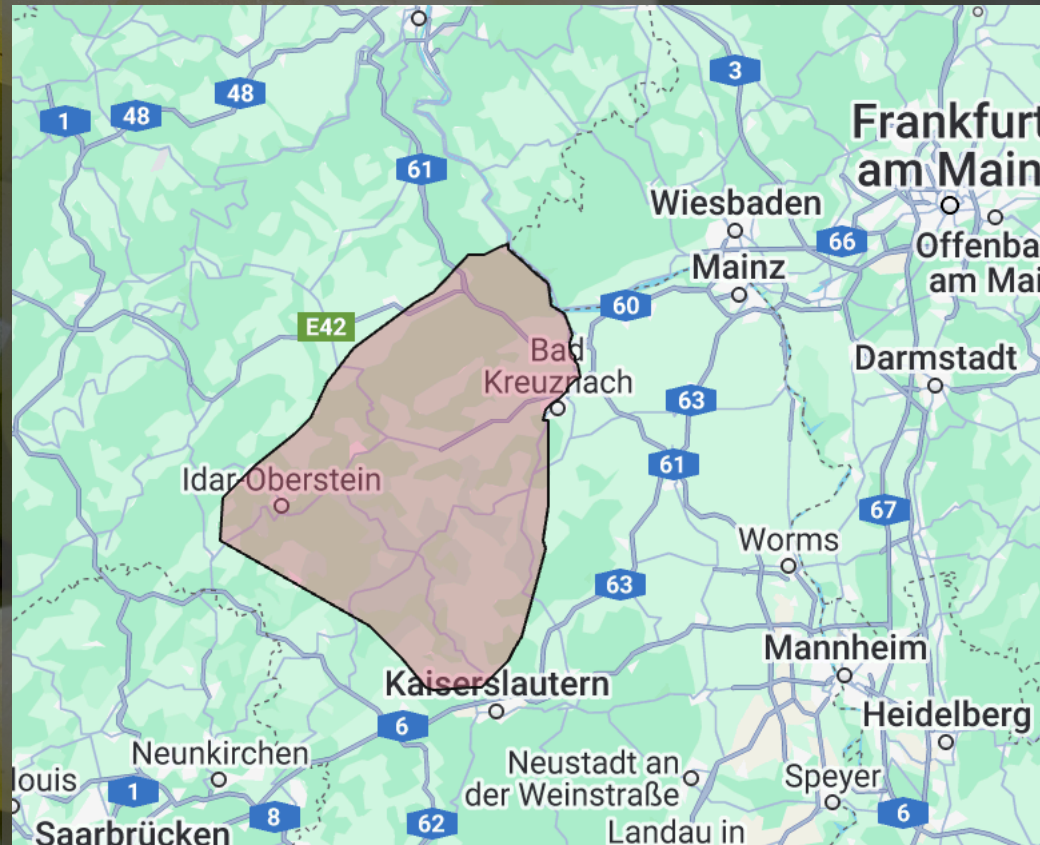 48
3
1
48
Frankfurt
am Main
61
Wiesbaden
66
Offenba
am Mai
Mainz
60
E42
Bad
Kreuznach
Darmstadt
63
61
Idar-Oberstein
67
Worms
63
Mannheim
Kaiserslautern
6
Heidelberg
Neunkirchen
Neustadt an
der Weinstraße
Speyer
louis
1
8
62
6
Saarbrücken
Landau in